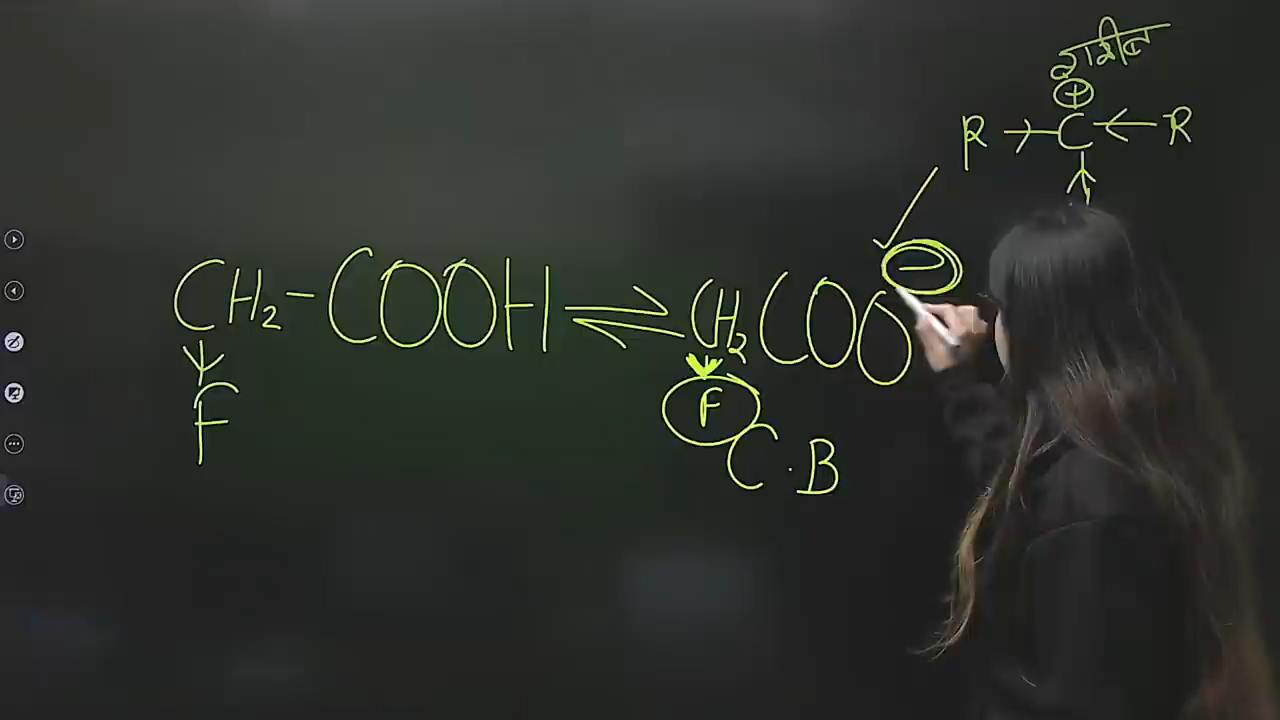 ⊕
R → C ← R
CH₂-COOH ⇌ CH₂COO⊖
F F
C.B